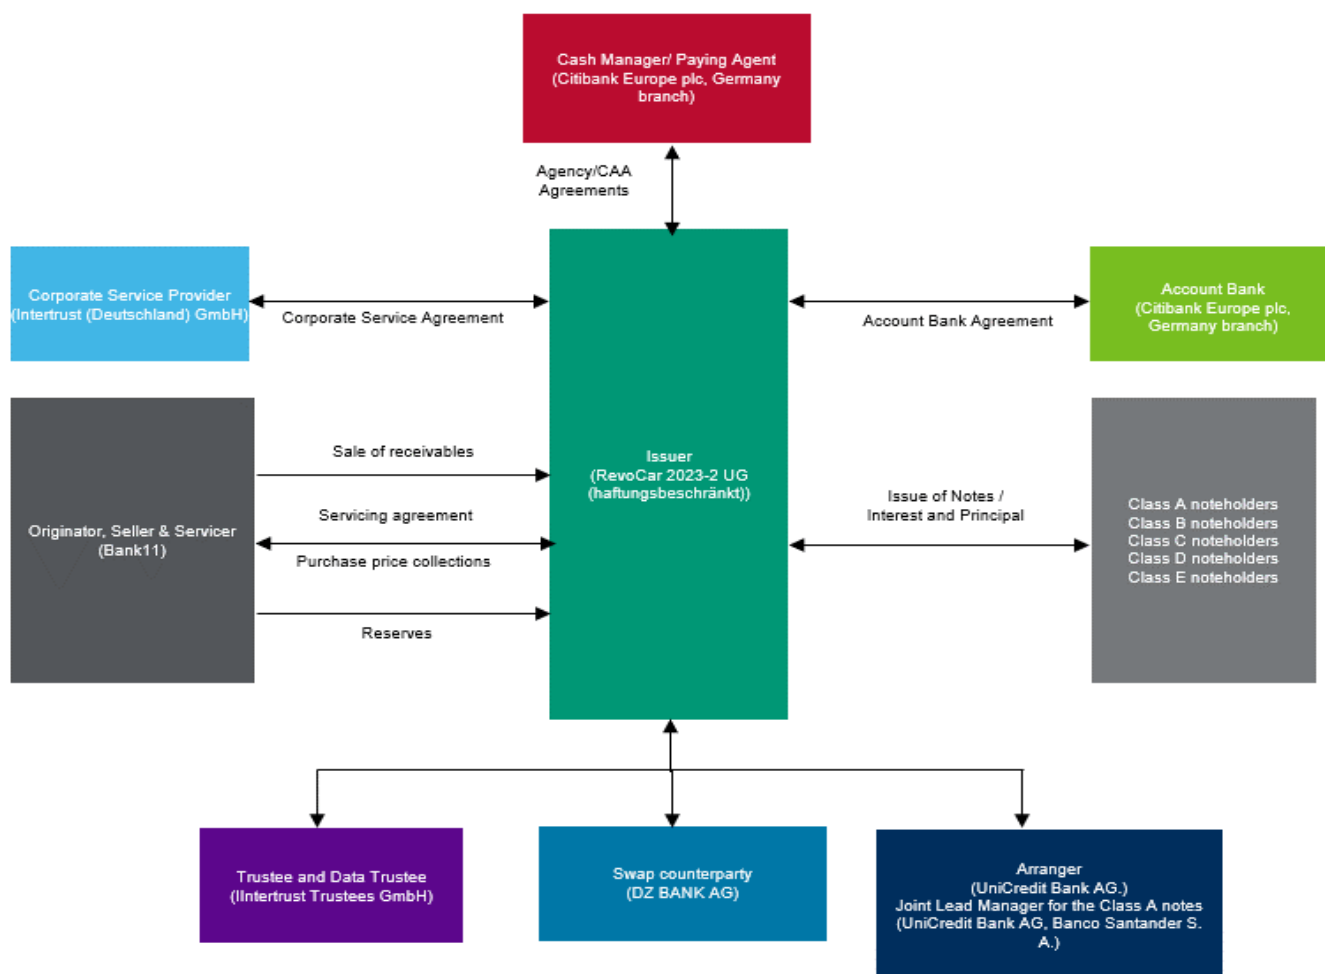 Cash Manager/ Paying Agent
(Citibank Europe plc, Germany
branch)
Agency/CAA
Agreements
Corporate Service Provider
(Intertrust (Deutschland) GmbH)
Corporate Service Agreement
Account Bank Agreement
Account Bank
(Citibank Europe plc,
Germany branch)
Originator, Seller & Servicer
(Bank11)
Sale of receivables
Servicing agreement
Purchase price collections
Reserves
Issuer
(RevoCar 2023-2 UG
(haftungsbeschränkt))
Issue of Notes /
Interest and Principal
Class A noteholders
Class B noteholders
Class C noteholders
Class D noteholders
Class E noteholders
Trustee and Data Trustee
(IIntertrust Trustees GmbH)
Swap counterparty
(DZ BANK AG)
Arranger
(UniCredit Bank AG.)
Joint Lead Manager for the Class A notes
(UniCredit Bank AG, Banco Santander S.
A.)